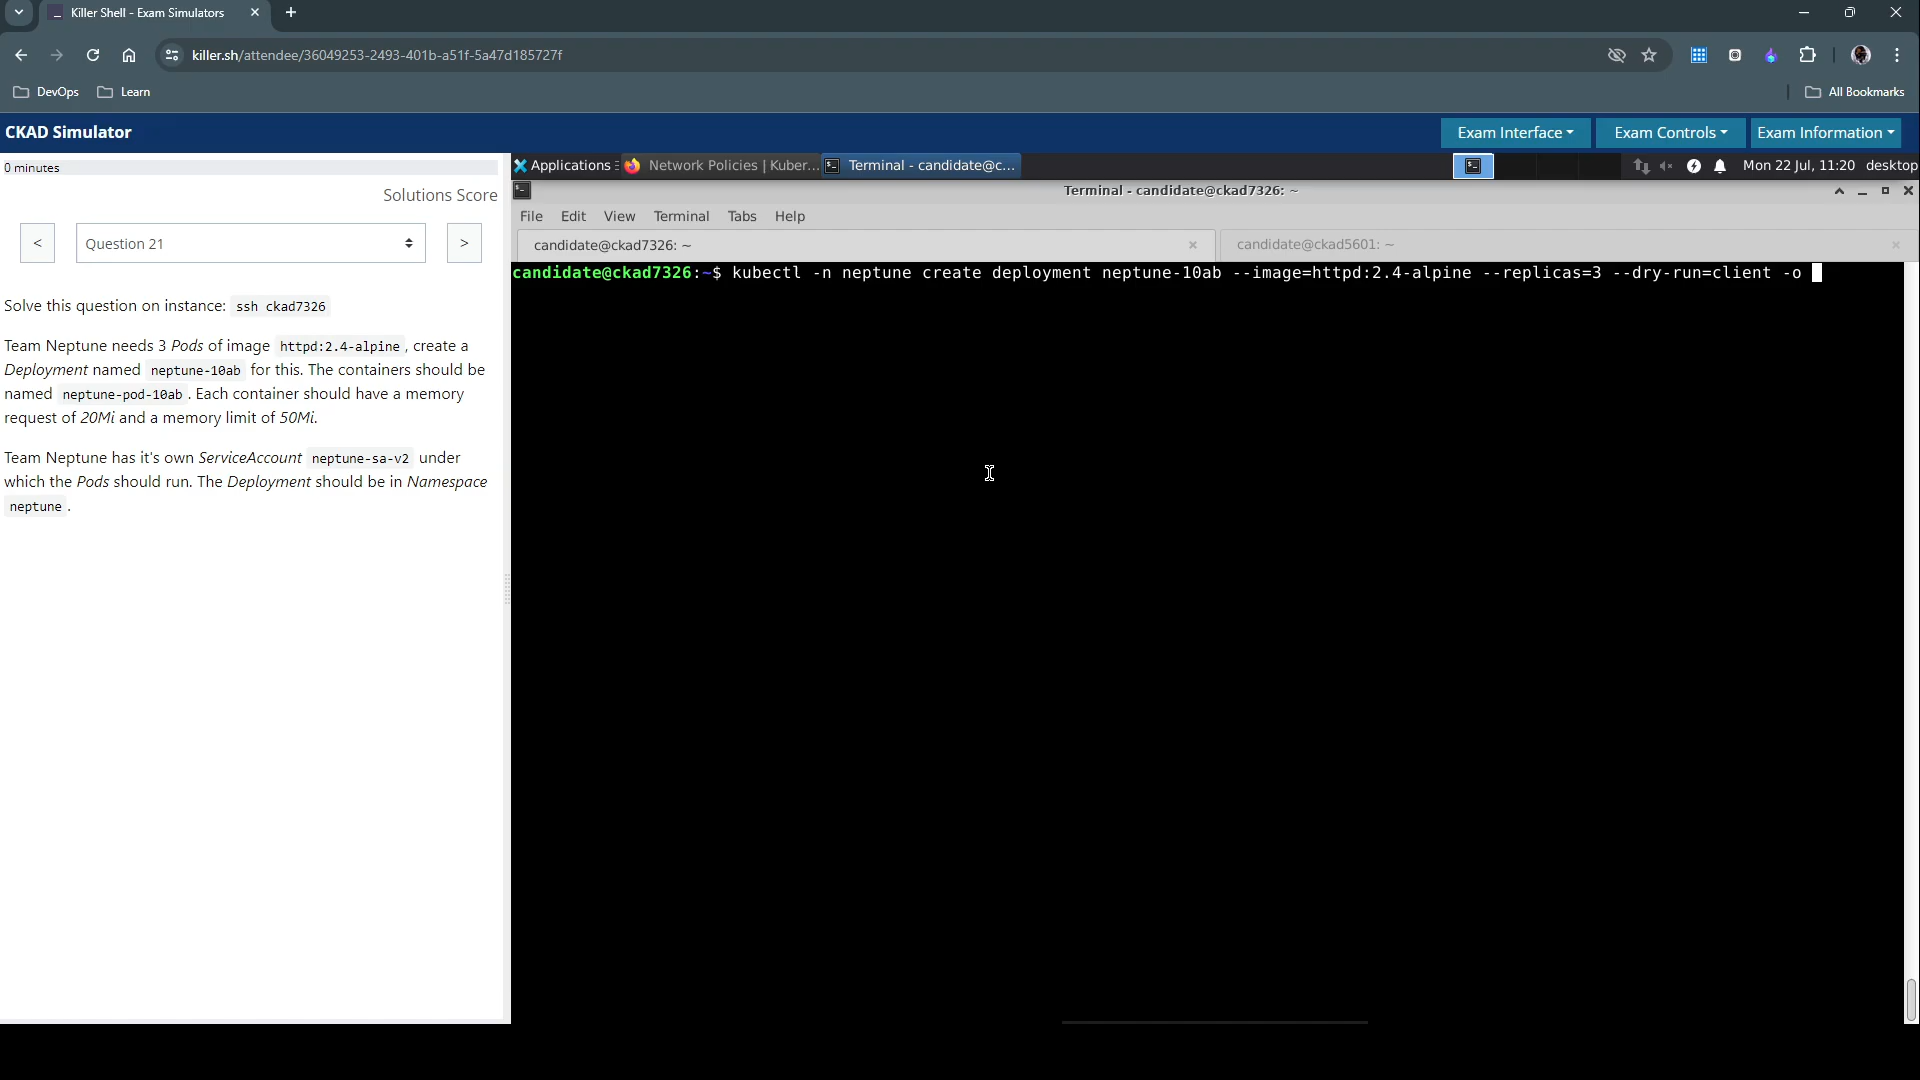 Killer Shell - Exam Simulators
killer.sh/attendee/36049253-2493-401b-a51f-5a47d185727f
DevOps
Learn
All Bookmarks
CKAD Simulator
Exam Interface
Exam Controls
Exam Information
0 minutes
Solutions Score
<
Question 21
>
Solve this question on instance: ssh ckad7326
Team Neptune needs 3 Pods of image httpd:2.4-alpine, create a
Deployment named neptune-10ab for this. The containers should be
named neptune-pod-10ab. Each container should have a memory
request of 20Mi and a memory limit of 50Mi.
Team Neptune has it's own ServiceAccount neptune-sa-v2 under
which the Pods should run. The Deployment should be in Namespace
neptune.
Applications
Network Policies | Kuber...
Terminal - candidate@c...
Mon 22 Jul, 11:20
desktop
Terminal - candidate@ckad7326: ~
File Edit View Terminal Tabs Help
candidate@ckad7326: ~
candidate@ckad5601: ~
candidate@ckad7326:~$ kubectl -n neptune create deployment neptune-10ab --image=httpd:2.4-alpine --replicas=3 --dry-run=client -o